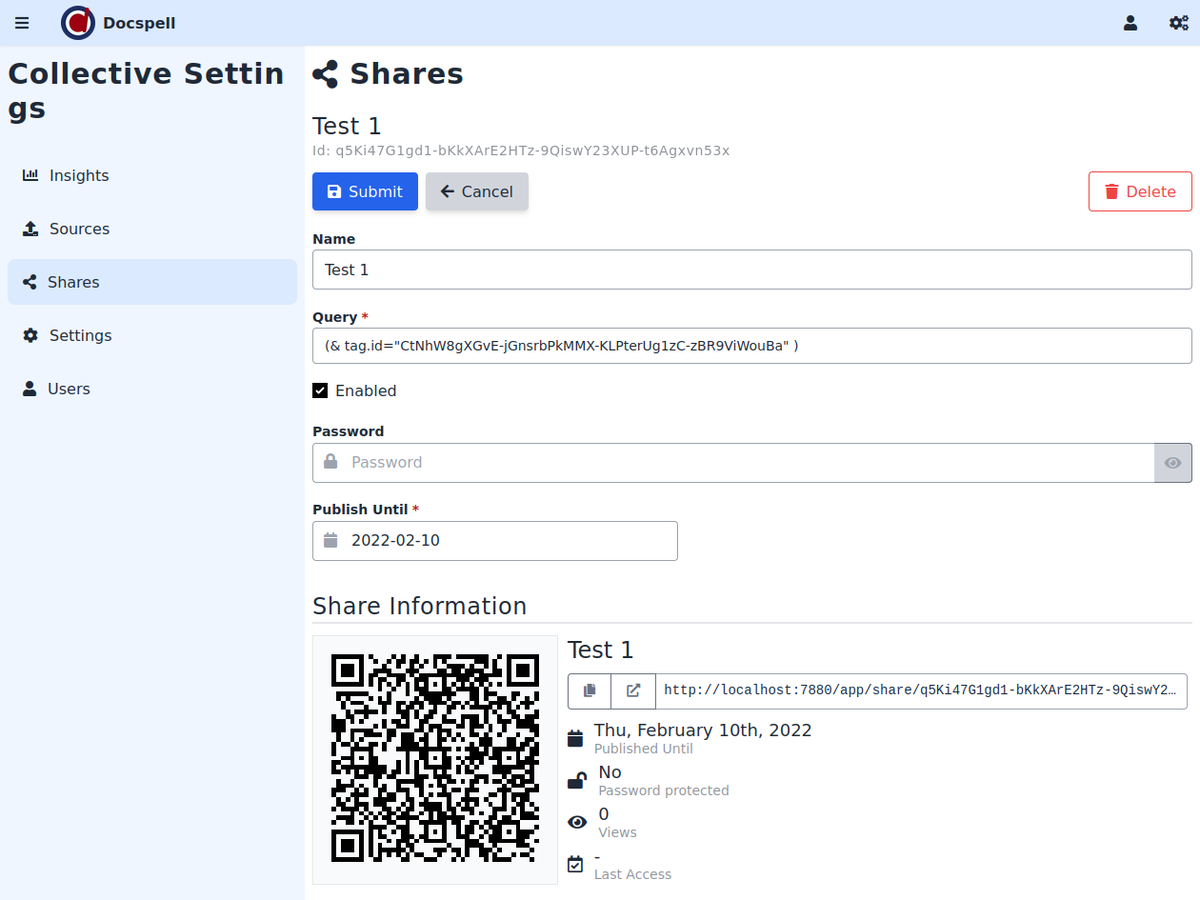 Docspell
Collective Settin
gs
Insights
Sources
Shares
Settings
Users
Shares
Test 1
Id: q5Ki47G1gd1-bKkXArE2HTz-9QiswY23XUP-t6Agxvn53x
Submit
Cancel
Delete
Name
Test 1
Query *
(& tag.id="CtNhW8gXGvE-jGnsrbPkMMX-KLPterUg1zC-zBR9ViWouBa" )
Enabled
Password
Password
Publish Until *
2022-02-10
Share Information
Test 1
http://localhost:7880/app/share/q5Ki47G1gd1-bKkXArE2HTz-9QiswY2…
Thu, February 10th, 2022
Published Until
No
Password protected
0
Views
-
Last Access